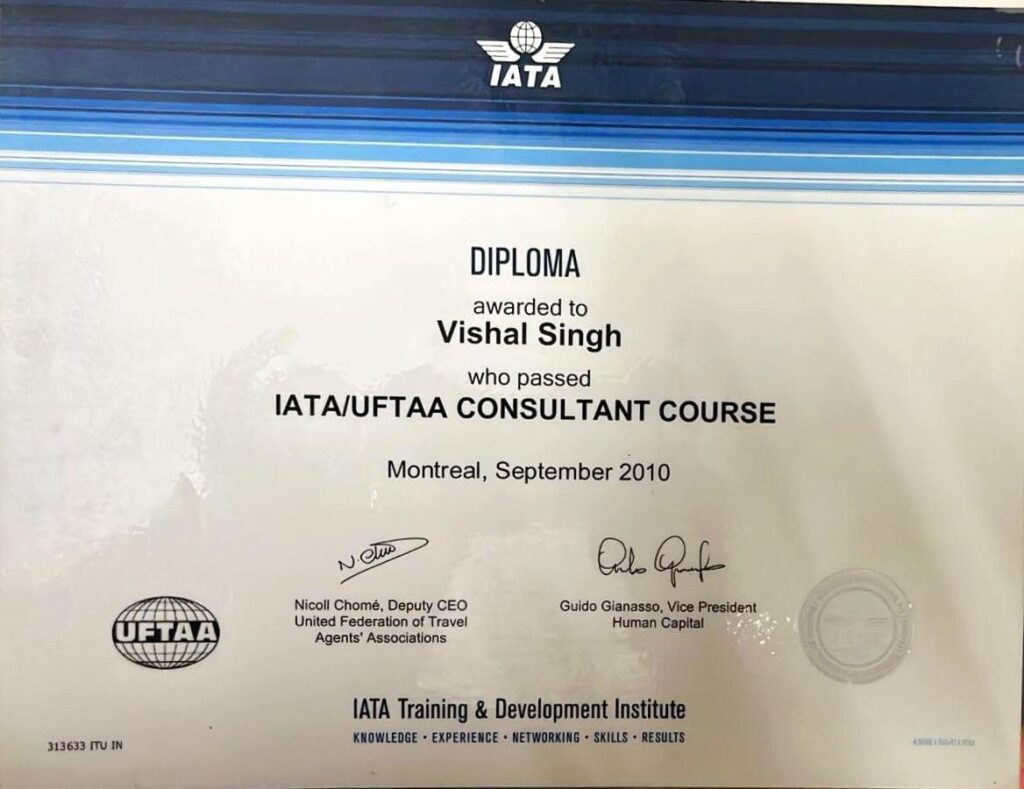 IATA
DIPLOMA
awarded to
Vishal Singh
who passed
IATA/UFTAA CONSULTANT COURSE
Montreal, September 2010
N. Cho
Nicoll Chomé, Deputy CEO
United Federation of Travel
Agents' Associations
Guido Gianasso, Vice President
Human Capital
UFTAA
IATA Training & Development Institute
KNOWLEDGE · EXPERIENCE · NETWORKING · SKILLS · RESULTS
313633 ITU IN